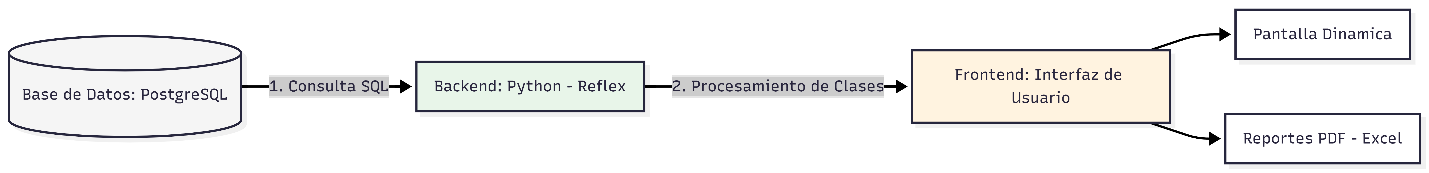 Base de Datos: PostgreSQL
1. Consulta SQL
Backend: Python - Reflex
2. Procesamiento de Clases
Frontend: Interfaz de
Usuario
Pantalla Dinamica
Reportes PDF - Excel